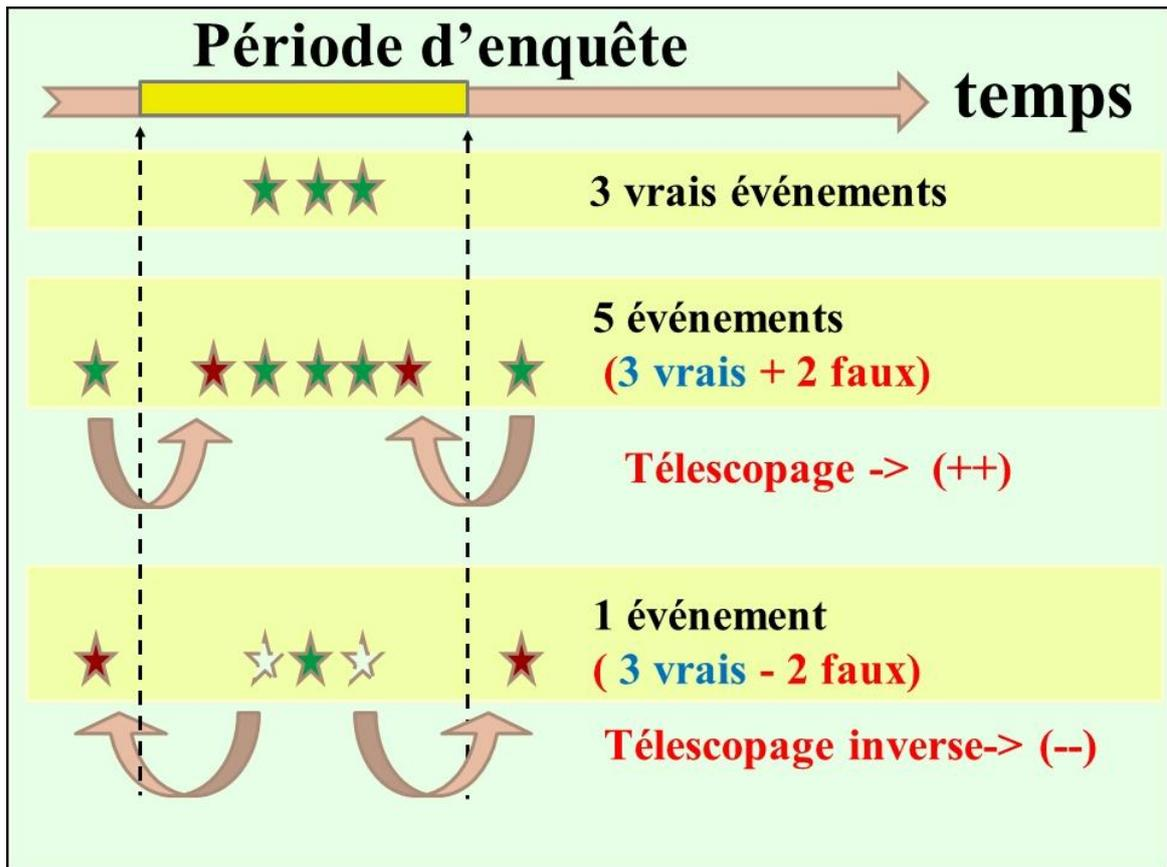 Période d’enquête
temps
3 vrais événements
5 événements
(3 vrais + 2 faux)
Télescopage -> (++)
1 événement
( 3 vrais - 2 faux)
Télescopage inverse-> (--)